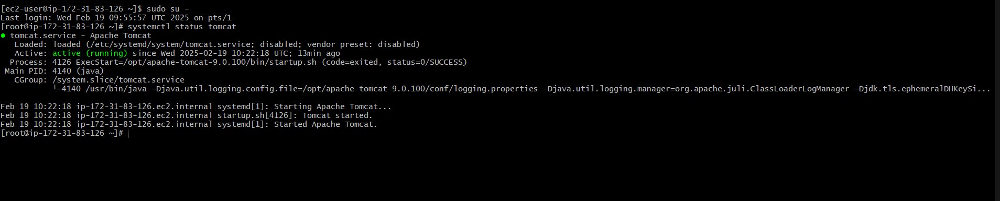 [ec2-user@ip-172-31-83-126 ~]$ sudo su -
Last login: Wed Feb 19 09:55:57 UTC 2025 on pts/1
[root@ip-172-31-83-126 ~]# systemctl status tomcat
● tomcat.service - Apache Tomcat
   Loaded: loaded (/etc/systemd/system/tomcat.service; disabled; vendor preset: disabled)
   Active: active (running) since Wed 2025-02-19 10:22:18 UTC; 13min ago
  Process: 4126 ExecStart=/opt/apache-tomcat-9.0.100/bin/startup.sh (code=exited, status=0/SUCCESS)
 Main PID: 4140 (java)
   CGroup: /system.slice/tomcat.service
           └─4140 /usr/bin/java -Djava.util.logging.config.file=/opt/apache-tomcat-9.0.100/conf/logging.properties -Djava.util.logging.manager=org.apache.juli.ClassLoaderLogManager -Djdk.tls.ephemeralDHKeySi...
Feb 19 10:22:18 ip-172-31-83-126.ec2.internal systemd[1]: Starting Apache Tomcat...
Feb 19 10:22:18 ip-172-31-83-126.ec2.internal startup.sh[4126]: Tomcat started.
Feb 19 10:22:18 ip-172-31-83-126.ec2.internal systemd[1]: Started Apache Tomcat.
[root@ip-172-31-83-126 ~]#